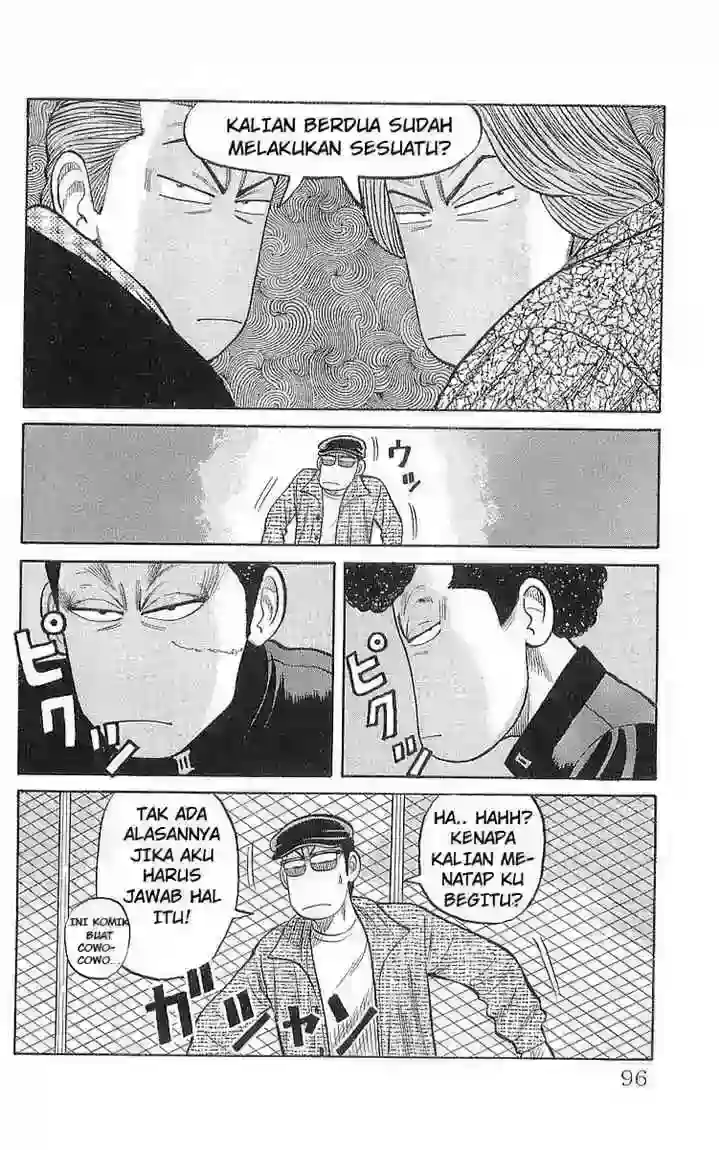 KALIAN BERDUA SUDAH
MELAKUKAN SESUATU?
ウッ
ピクッ
ピクッ
HA.. HAHH?
KENAPA
KALIAN ME-
NATAP KU
BEGITU?
TAK ADA
ALASANNYA
JIKA AKU
HARUS
JAWAB HAL
ITU!
INI KOMIK
BUAT
COWO-
COWO...
ガシャン
96